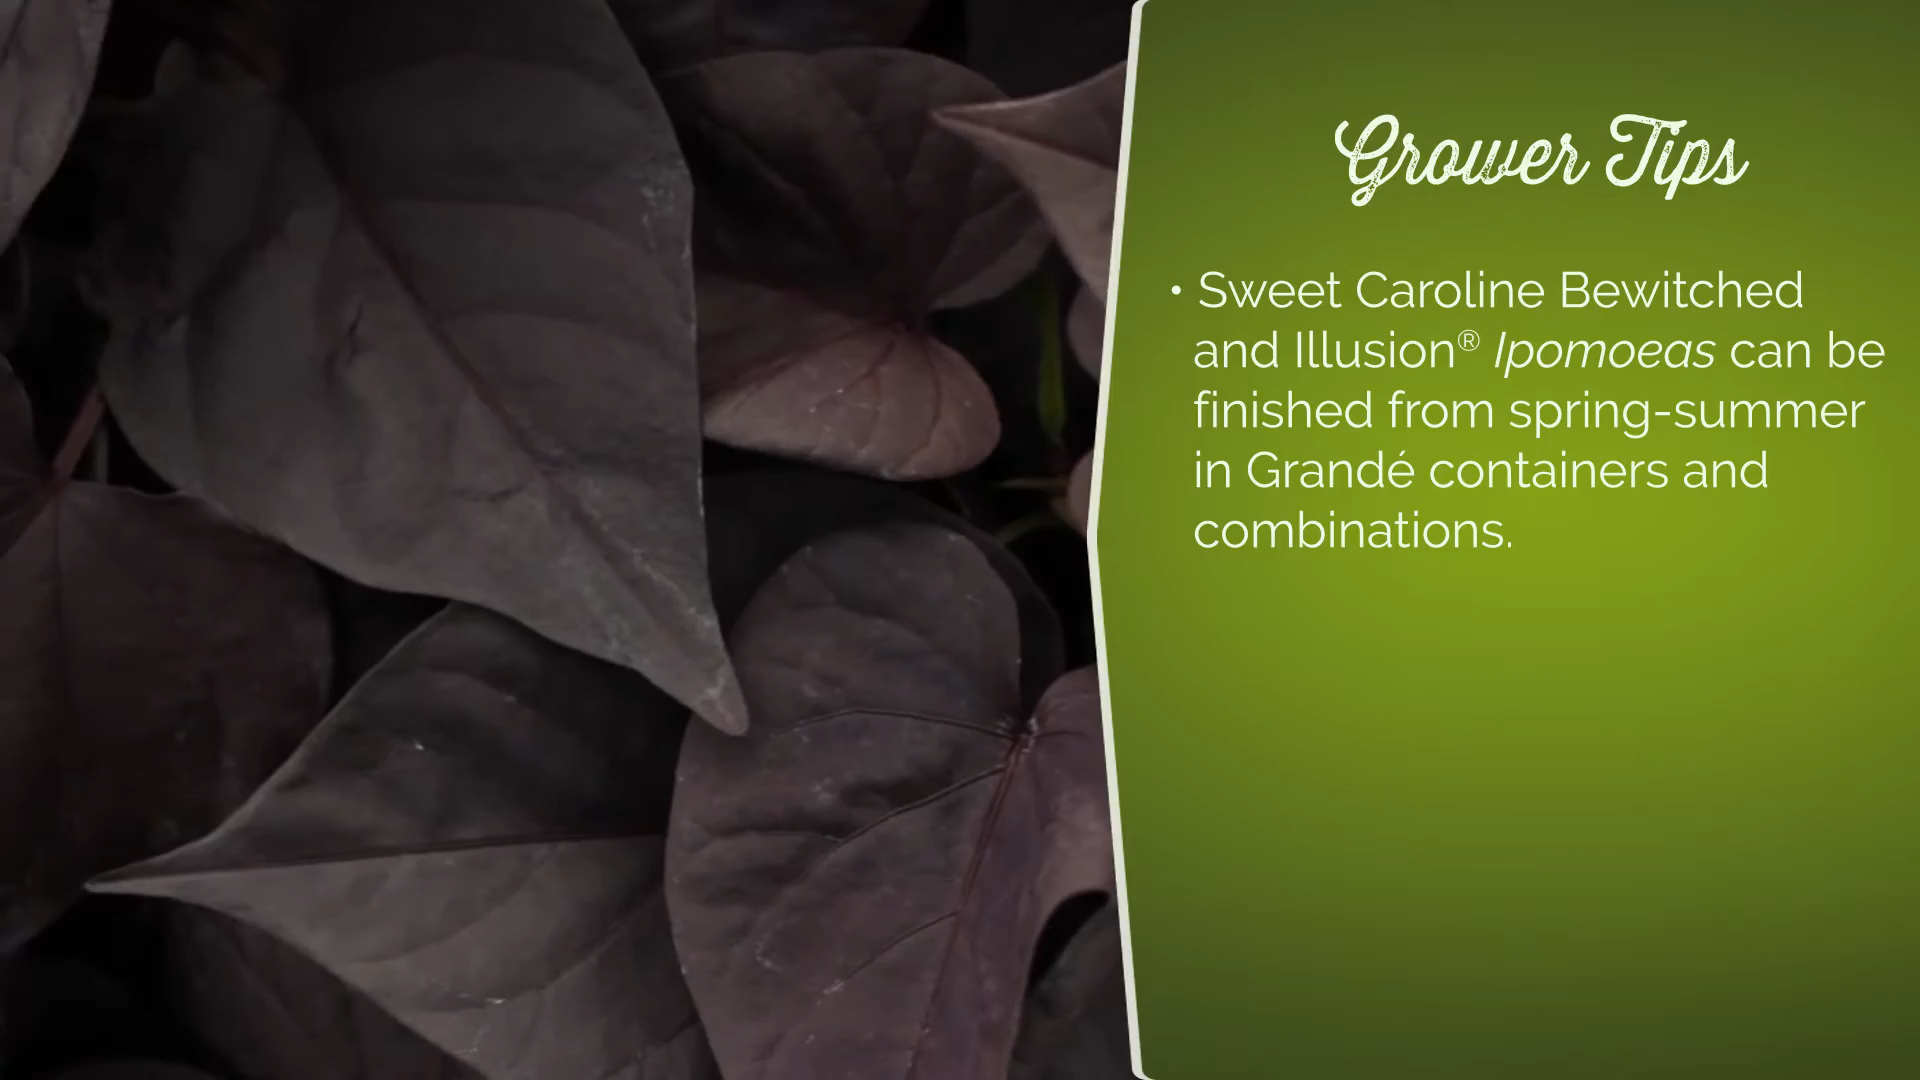 Grower Tips
• Sweet Caroline Bewitched
and Illusion® Ipomoeas can be
finished from spring-summer
in Grandé containers and
combinations.